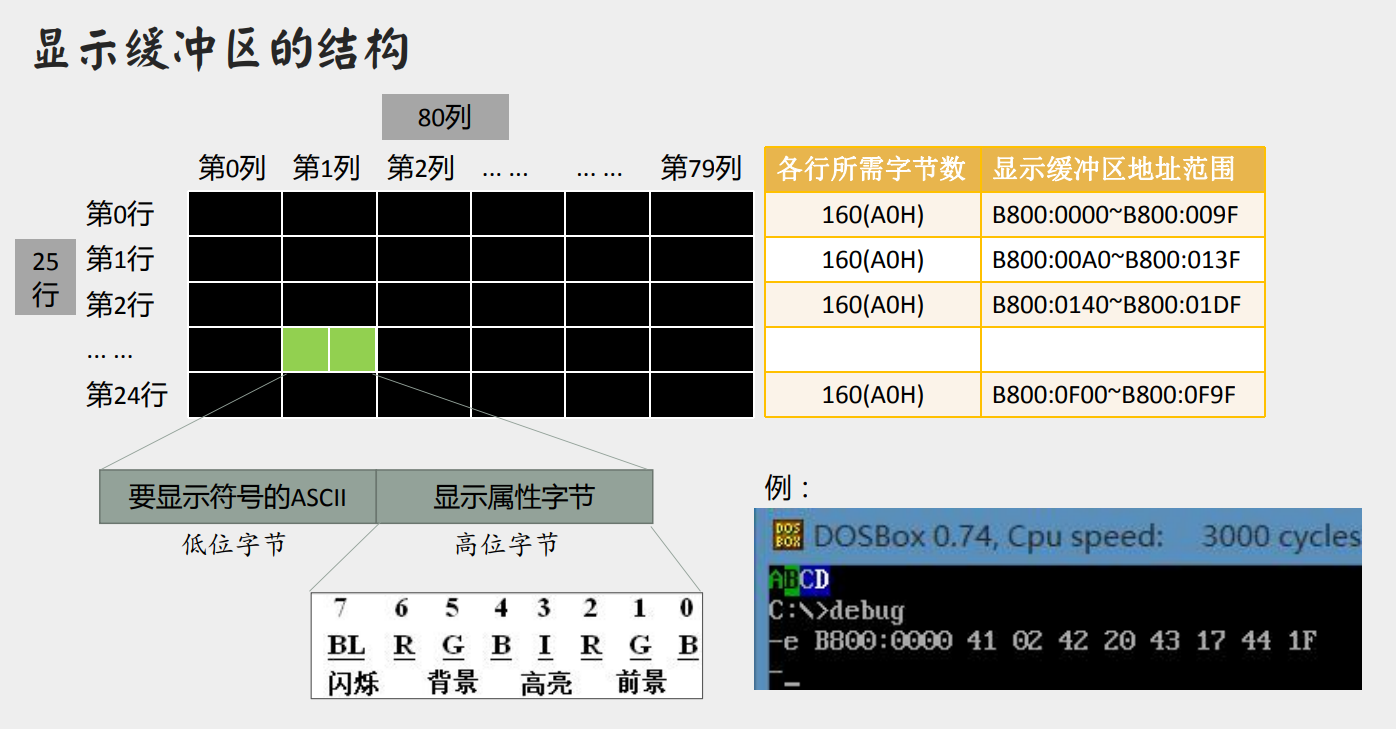 显示缓冲区的结构
80列
第0列 第1列 第2列 … … … … 第79列
25
行
第0行
第1行
第2行
… …
第24行
各行所需字节数 显示缓冲区地址范围
160(A0H) B800:0000~B800:009F
160(A0H) B800:00A0~B800:013F
160(A0H) B800:0140~B800:01DF
160(A0H) B800:0F00~B800:0F9F
要显示符号的ASCII 显示属性字节
低位字节 高位字节
7 6 5 4 3 2 1 0
BL R G B I R G B
闪烁 背景 高亮 前景
例：
DOS
BOX
DOSBox 0.74, Cpu speed: 3000 cycles
ABCD
C:\>debug
-e B800:0000 41 02 42 20 43 17 44 1F
-_